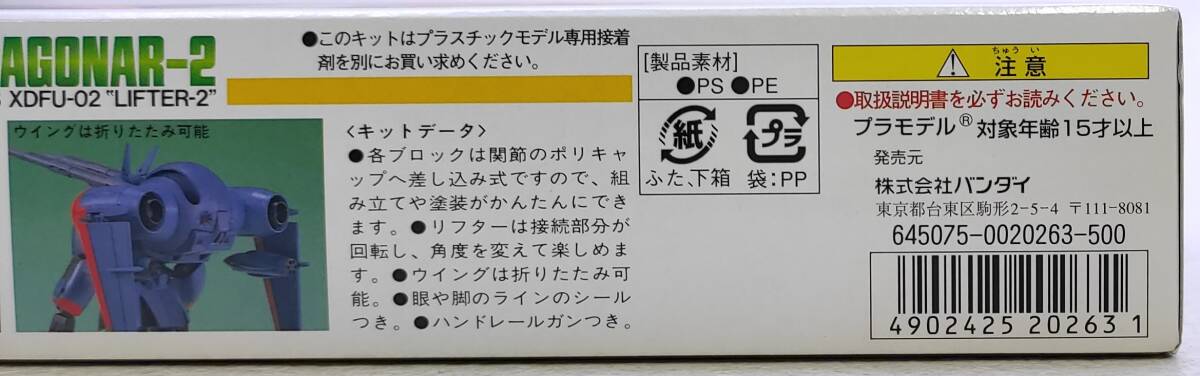 AGONAR-2
XDFU-02 "LIFTER-2"
ウイングは折りたたみ可能
●このキットはプラスチックモデル専用接着
剤を別にお買い求めください。
〈キットデータ〉
●各ブロックは関節のポリキャ
ップへ差し込み式ですので、組
み立てや塗装がかんたんにでき
ます。●リフターは接続部分が
回転し、角度を変えて楽しめま
す。●ウイングは折りたたみ可
能。●眼や脚のラインのシール
つき。●ハンドレールガンつき。
[製品素材]
●PS ●PE
紙
プラ
ふた、下箱
袋:PP
ちゅう い
注意
●取扱説明書を必ずお読みください。
プラモデル® 対象年齢15才以上
発売元
株式会社バンダイ
東京都台東区駒形2-5-4 〒111-8081
645075-0020263-500
4902425202631